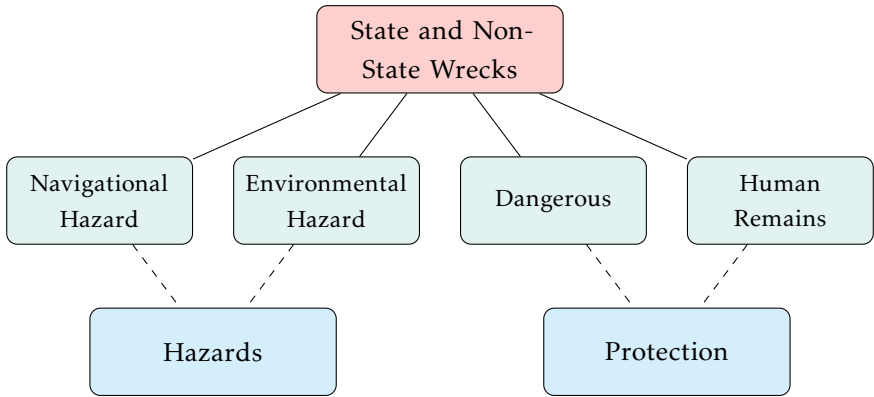 State and Non-
State Wrecks
Navigational
Hazard
Environmental
Hazard
Dangerous
Human
Remains
Hazards
Protection